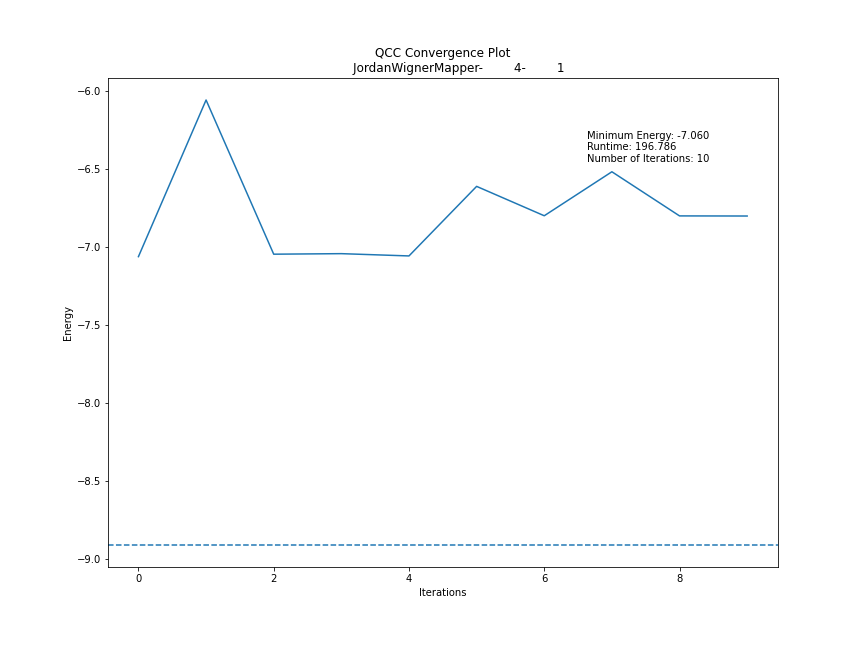 QCC Convergence Plot
JordanWignerMapper- 4- 1
−6.0
Minimum Energy: -7.060
Runtime: 196.786
Number of Iterations: 10
−6.5
−7.0
Energy
−7.5
−8.0
−8.5
−9.0
0 2 4 6 8
Iterations